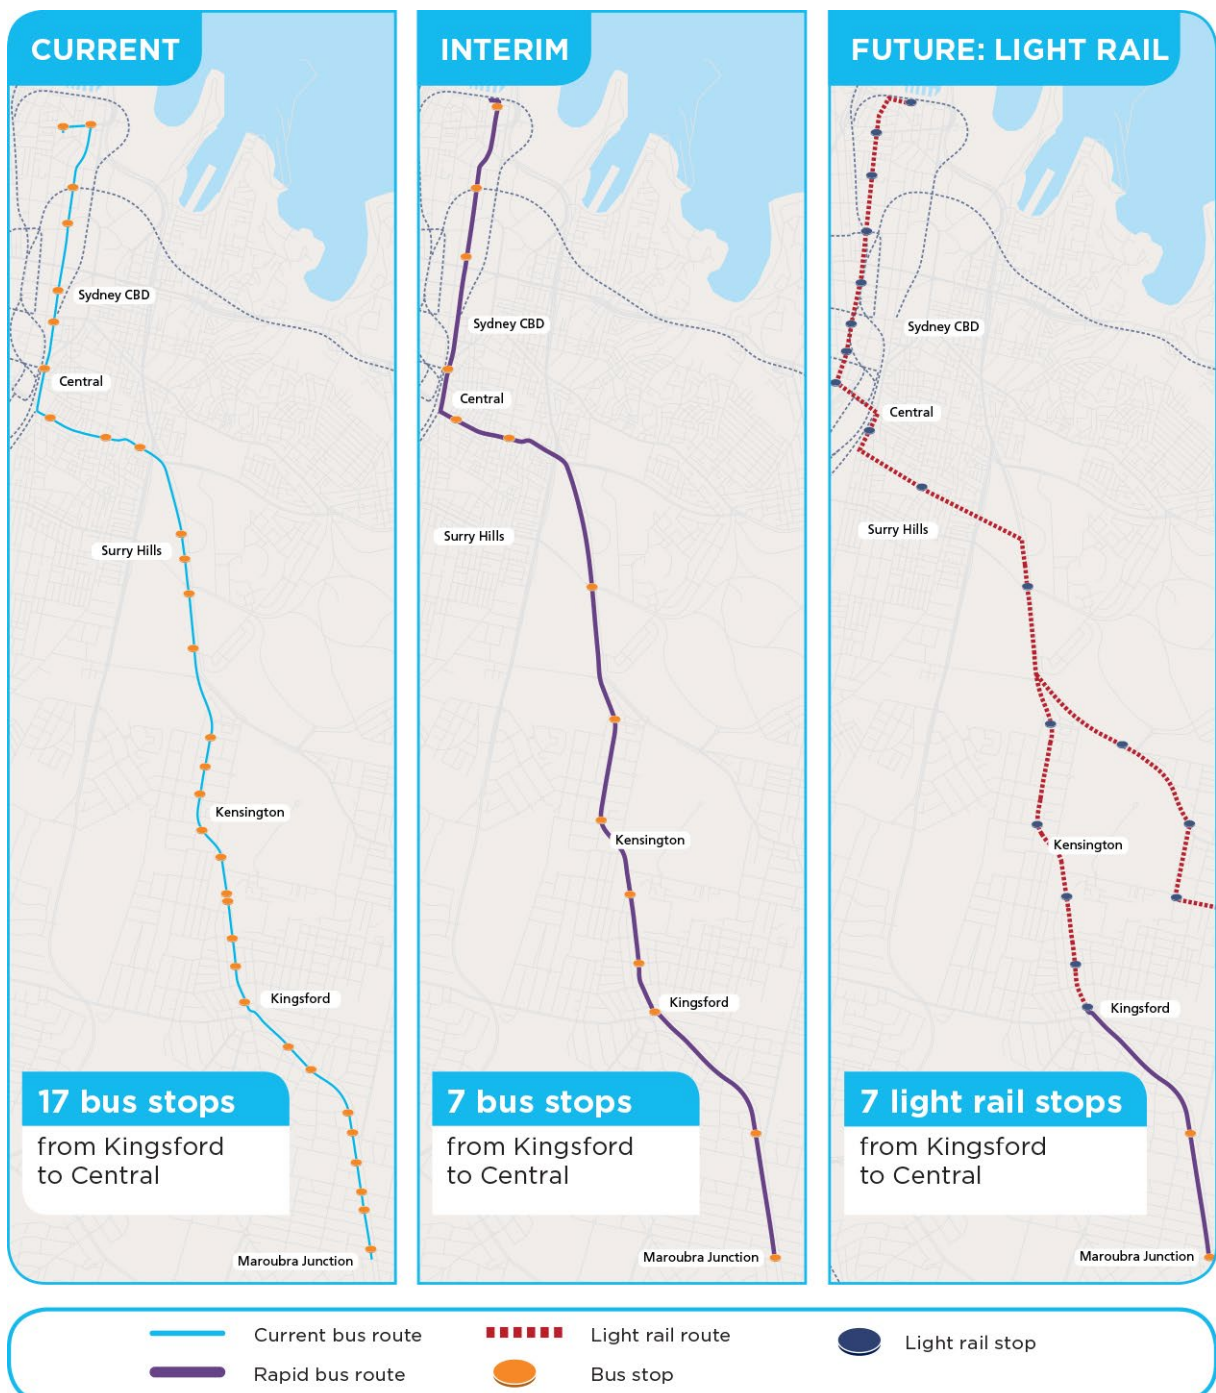 CURRENT
Sydney CBD
Central
Surry Hills
Kensington
Kingsford
17 bus stops
from Kingsford
to Central
Maroubra Junction
INTERIM
Sydney CBD
Central
Surry Hills
Kensington
Kingsford
7 bus stops
from Kingsford
to Central
Maroubra Junction
FUTURE: LIGHT RAIL
Sydney CBD
Central
Surry Hills
Kensington
Kingsford
7 light rail stops
from Kingsford
to Central
Maroubra Junction
Current bus route
Light rail route
Light rail stop
Rapid bus route
Bus stop